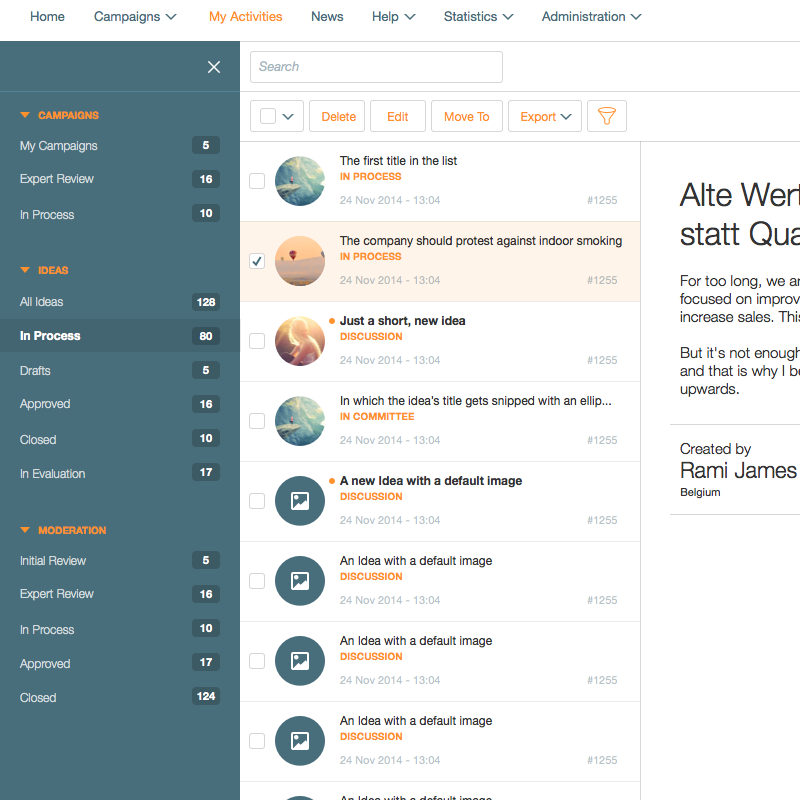 Home Campaigns My Activities News Help Statistics Administration
Search
Delete Edit Move To Export
CAMPAIGNS
My Campaigns 5
Expert Review 16
In Process 10
IDEAS
All Ideas 128
In Process 80
Drafts 5
Approved 16
Closed 10
In Evaluation 17
MODERATION
Initial Review 5
Expert Review 16
In Process 10
Approved 17
Closed 124
The first title in the list
IN PROCESS
24 Nov 2014 - 13:04 #1255
The company should protest against indoor smoking
IN PROCESS
24 Nov 2014 - 13:04 #1255
Just a short, new idea
DISCUSSION
24 Nov 2014 - 13:04 #1255
In which the idea's title gets snipped with an ellip...
IN COMMITTEE
24 Nov 2014 - 13:04 #1255
A new Idea with a default image
DISCUSSION
24 Nov 2014 - 13:04 #1255
An Idea with a default image
DISCUSSION
24 Nov 2014 - 13:04 #1255
An Idea with a default image
DISCUSSION
24 Nov 2014 - 13:04 #1255
An Idea with a default image
DISCUSSION
24 Nov 2014 - 13:04 #1255
An Idea with a default image
Alte Wert
statt Qua
For too long, we ar
focused on improv
increase sales. This
But it's not enough
and that is why I be
upwards.
Created by
Rami James
Belgium